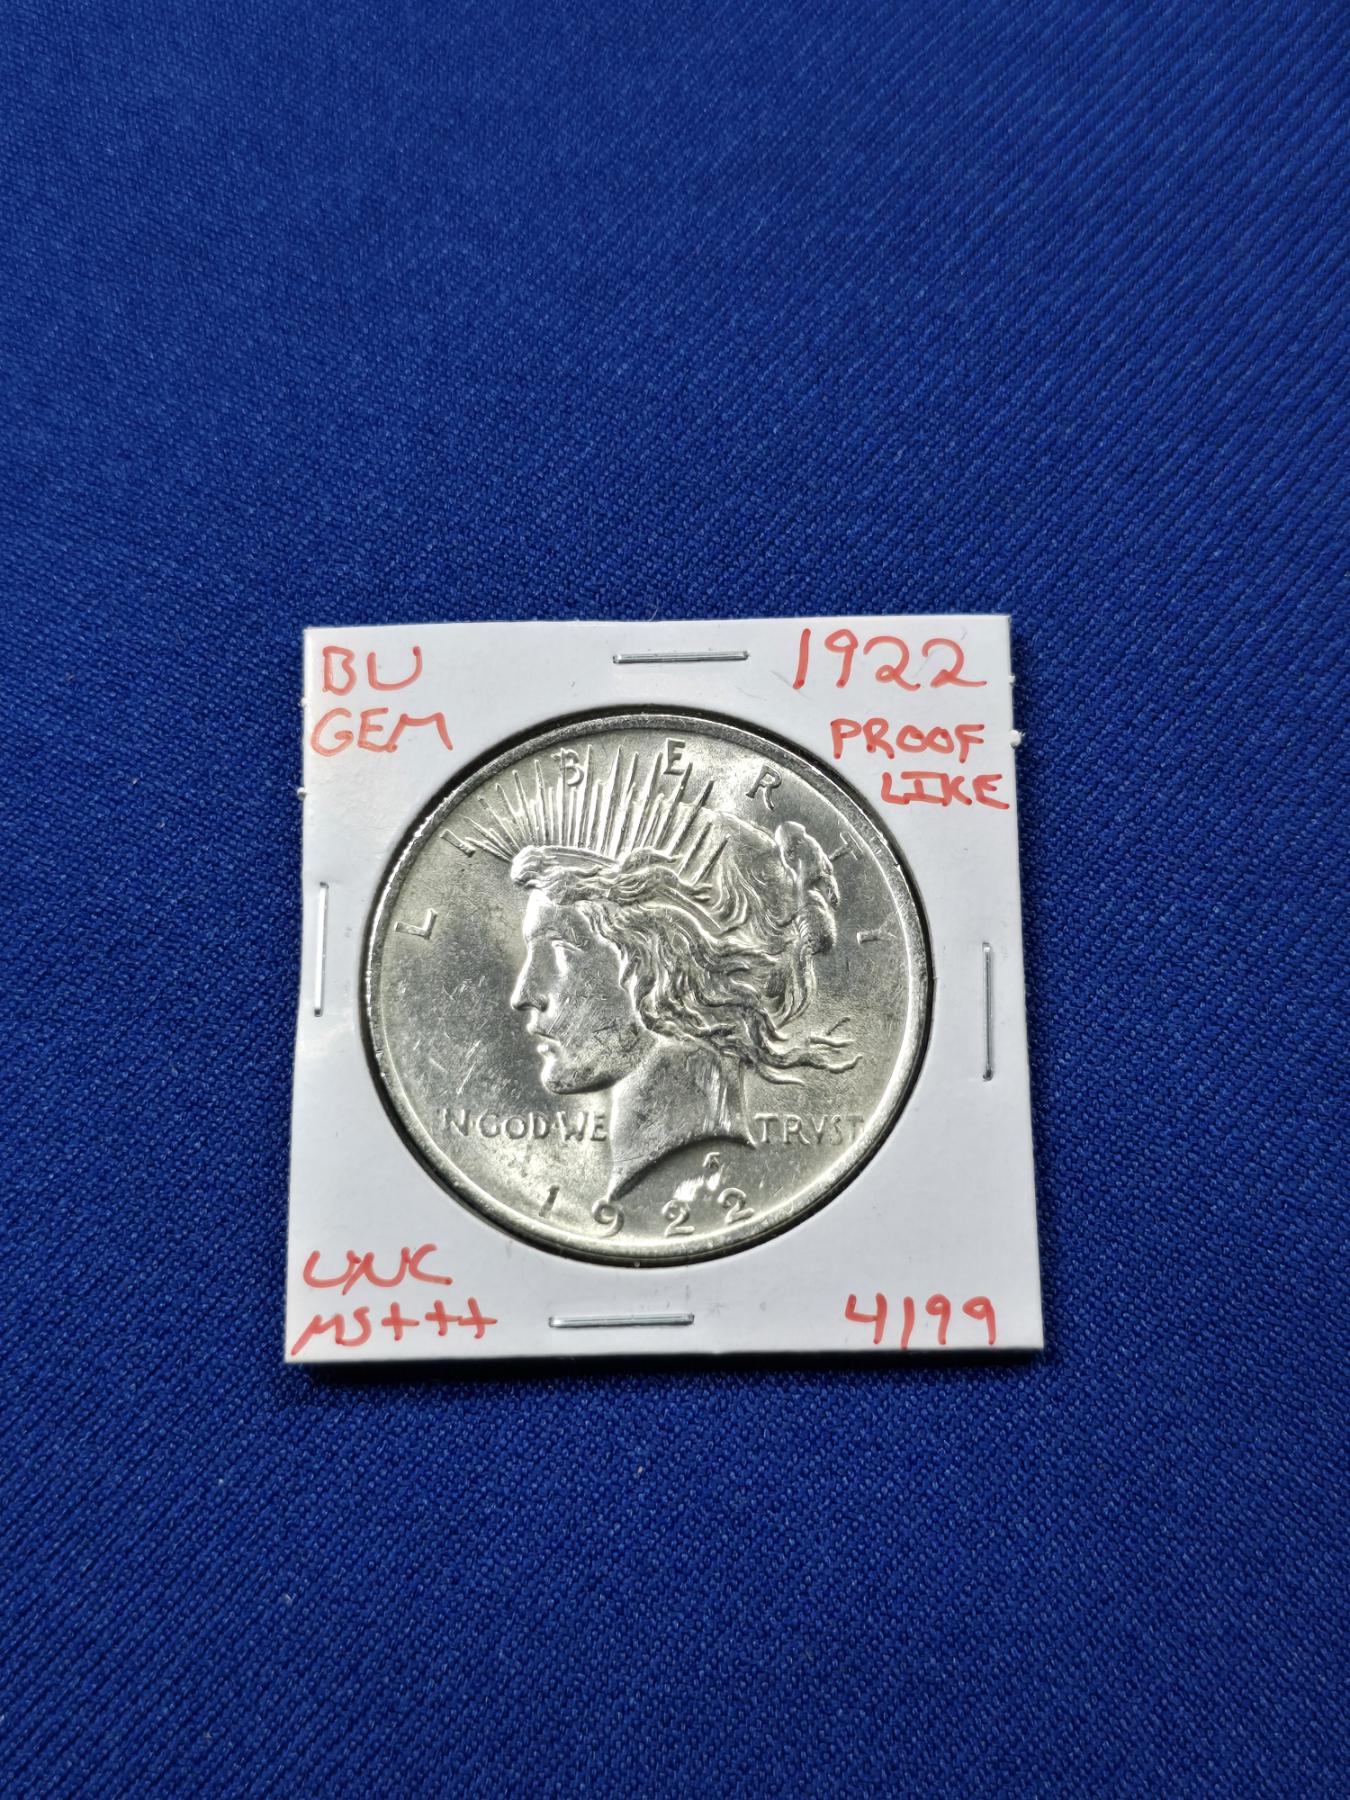 BU
GEM
1922
PROOF
LIKE
LIBERTY
IN GOD WE TRVST
1922
UNC
MS+++
4199